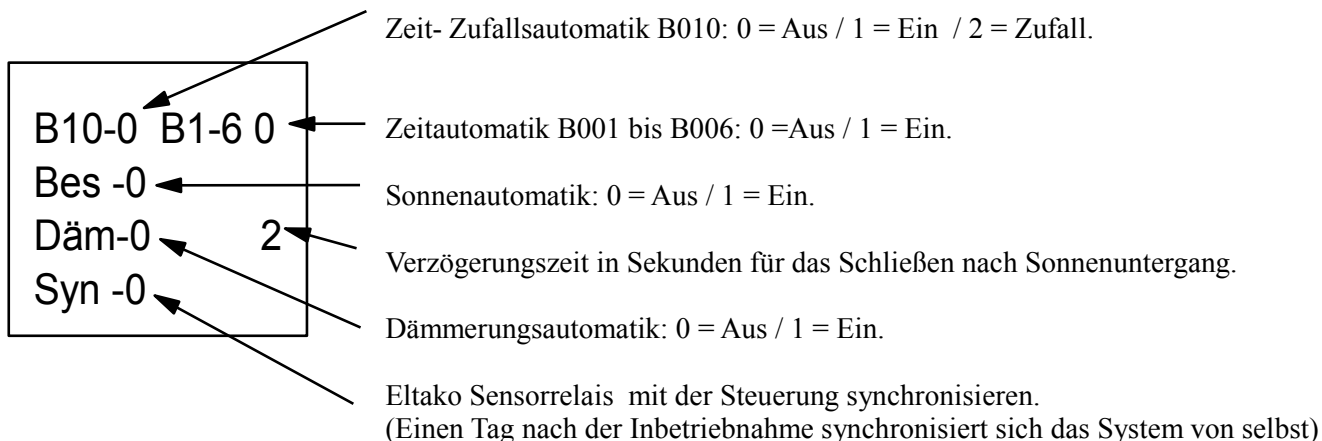 Zeit- Zufallsautomatik B010: 0 = Aus / 1 = Ein / 2 = Zufall.
B10-0 B1-6 0
Zeitautomatik B001 bis B006: 0 =Aus / 1 = Ein.
Bes -0
Sonnenautomatik: 0 = Aus / 1 = Ein.
Däm-0 2
Verzögerungszeit in Sekunden für das Schließen nach Sonnenuntergang.
Syn -0
Dämmerungsautomatik: 0 = Aus / 1 = Ein.
Eltako Sensorrelais mit der Steuerung synchronisieren.
(Einen Tag nach der Inbetriebnahme synchronisiert sich das System von selbst)